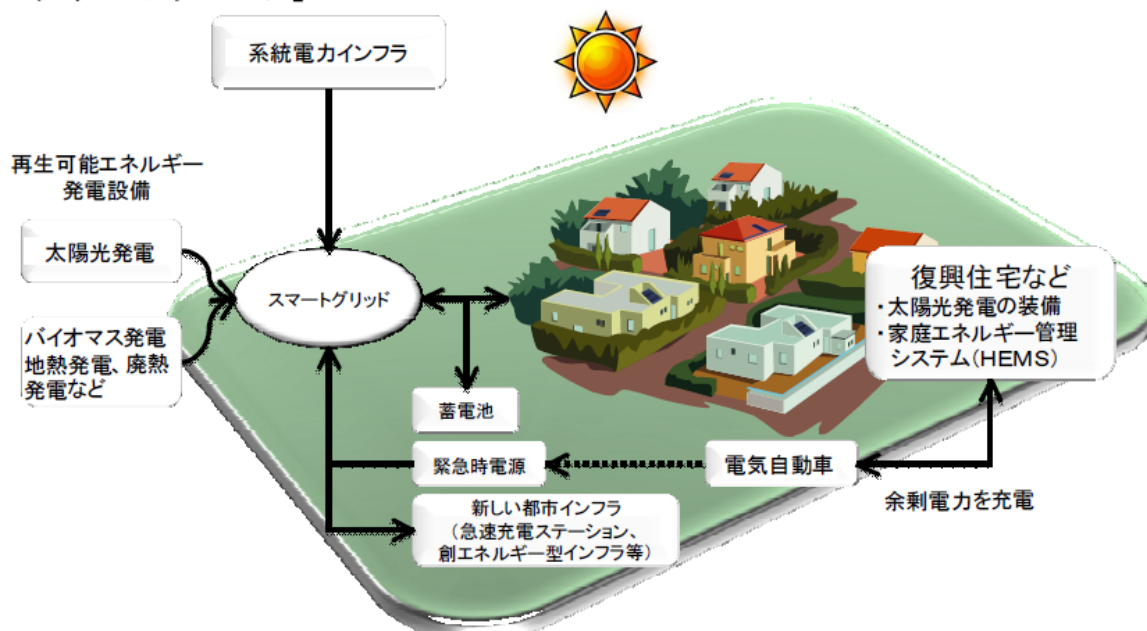 系統電力インフラ
再生可能エネルギー
発電設備
太陽光発電
スマートグリッド
バイオマス発電
地熱発電、廃熱
発電など
復興住宅など
・太陽光発電の装備
・家庭エネルギー管理
システム(HEMS)
蓄電池
緊急時電源
電気自動車
余剰電力を充電
新しい都市インフラ
(急速充電ステーション、
創エネルギー型インフラ等)